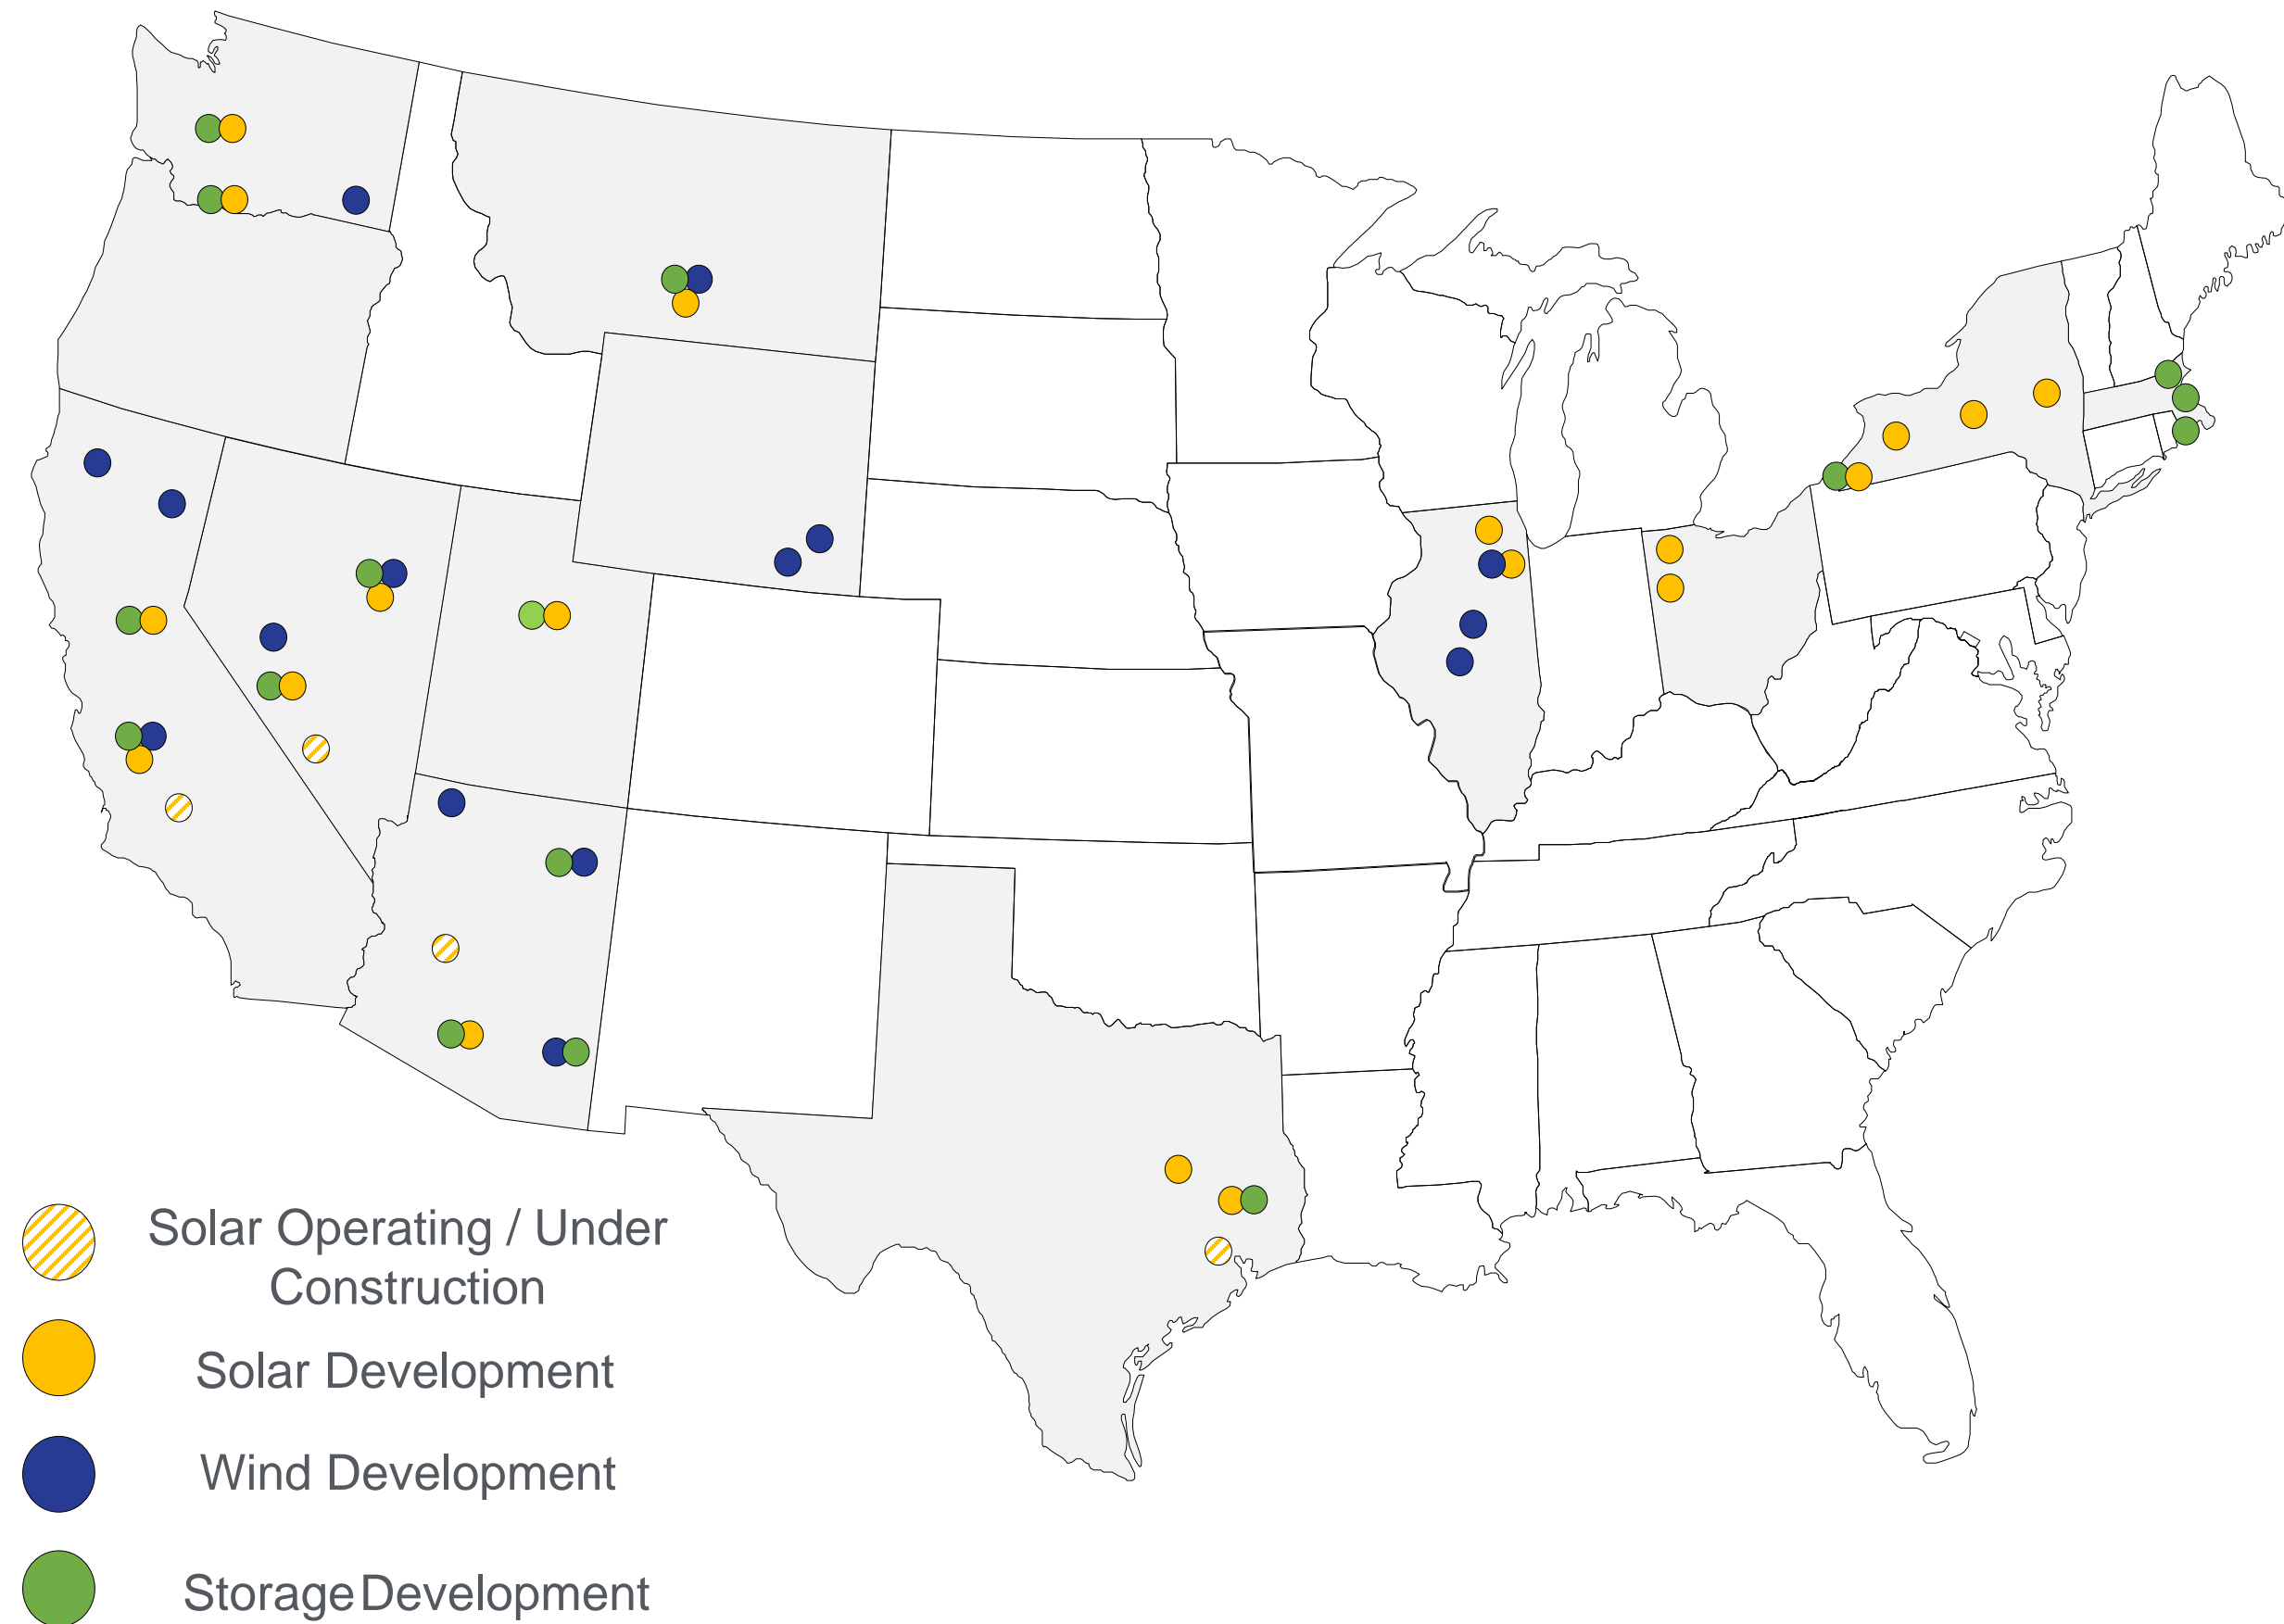 Solar Operating / Under
Construction
Solar Development
Wind Development
Storage Development